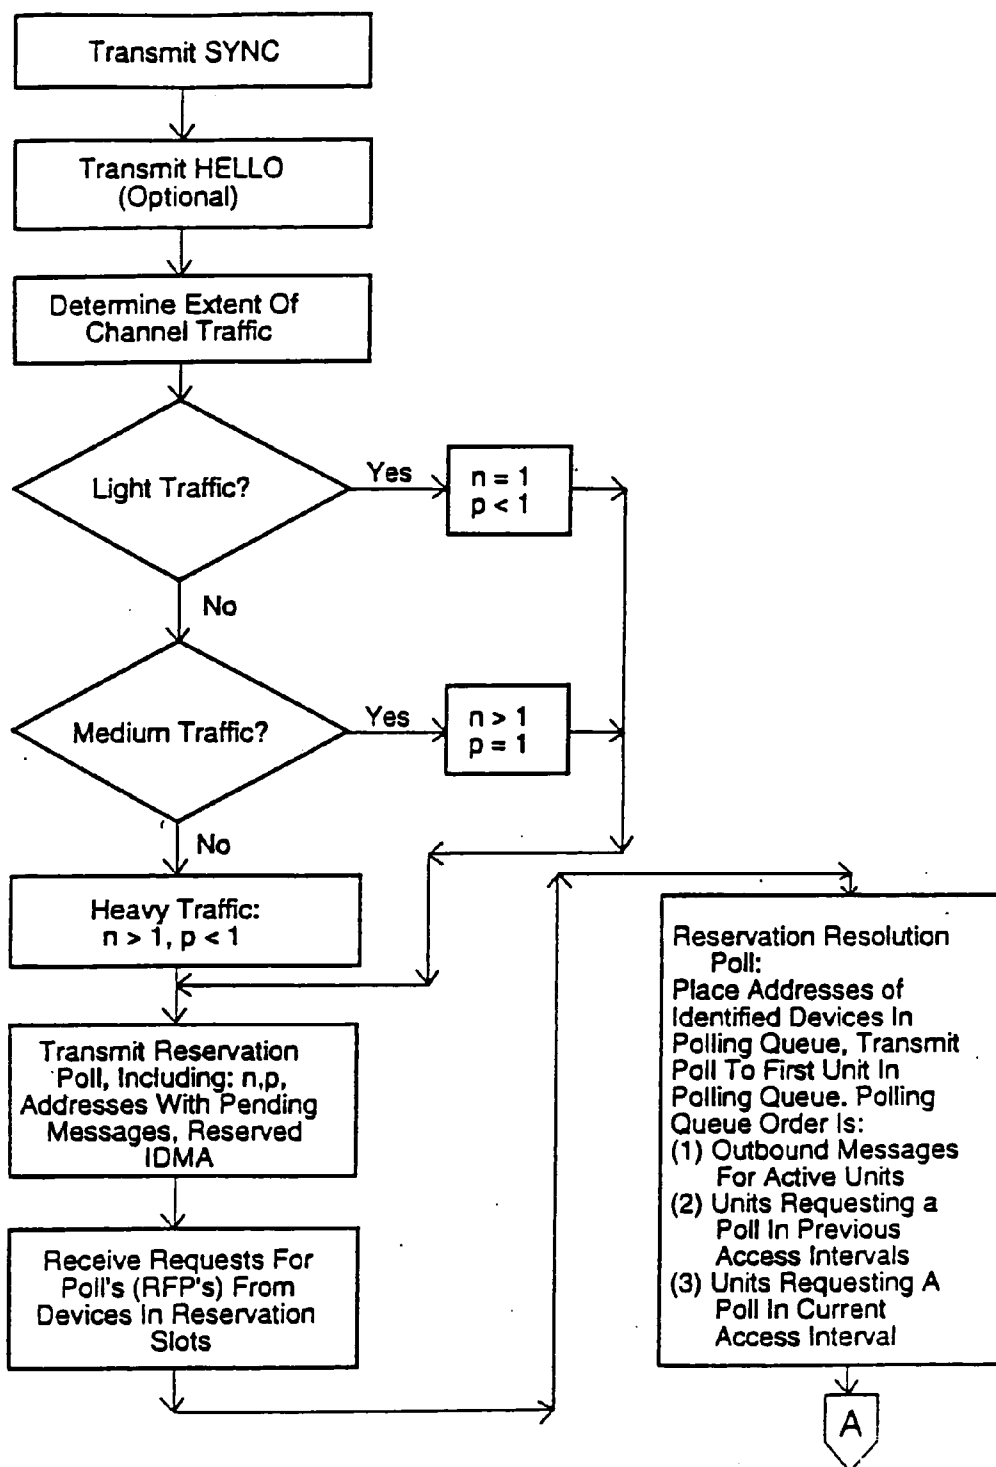 Transmit SYNC
Transmit HELLO
(Optional)
Determine Extent Of
Channel Traffic
Light Traffic?
Yes
n = 1
p < 1
No
Medium Traffic?
Yes
n > 1
p = 1
No
Heavy Traffic:
n > 1, p < 1
Transmit Reservation
Poll, Including: n,p,
Addresses With Pending
Messages, Reserved
IDMA
Receive Requests For
Poll's (RFP's) From
Devices In Reservation
Slots
Reservation Resolution
Poll:
Place Addresses of
Identified Devices In
Polling Queue, Transmit
Poll To First Unit In
Polling Queue. Polling
Queue Order Is:
(1) Outbound Messages
For Active Units
(2) Units Requesting a
Poll In Previous
Access Intervals
(3) Units Requesting A
Poll In Current
Access Interval
A